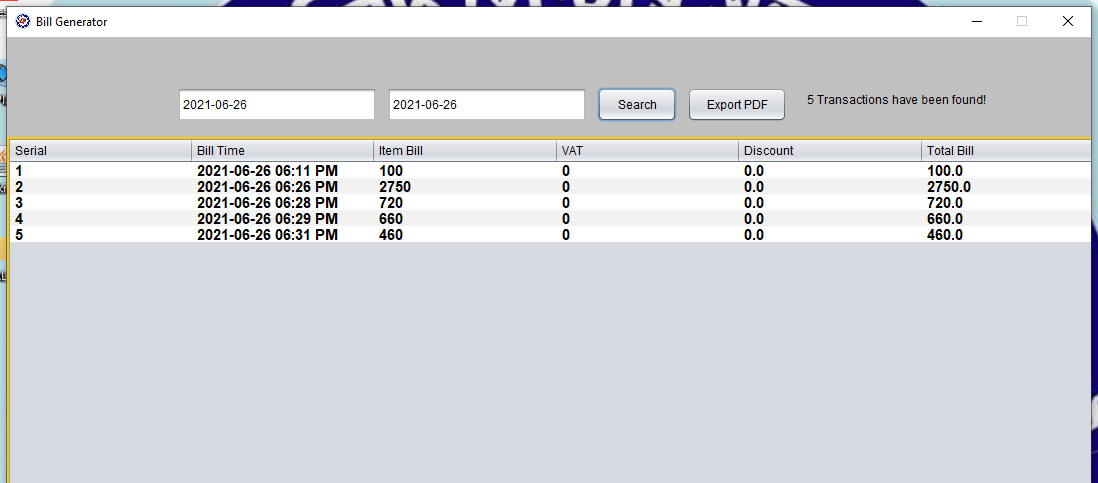 Bill Generator
2021-06-26 2021-06-26 Search Export PDF 5 Transactions have been found!
Serial Bill Time Item Bill VAT Discount Total Bill
1 2021-06-26 06:11 PM 100 0 0.0 100.0
2 2021-06-26 06:26 PM 2750 0 0.0 2750.0
3 2021-06-26 06:28 PM 720 0 0.0 720.0
4 2021-06-26 06:29 PM 660 0 0.0 660.0
5 2021-06-26 06:31 PM 460 0 0.0 460.0